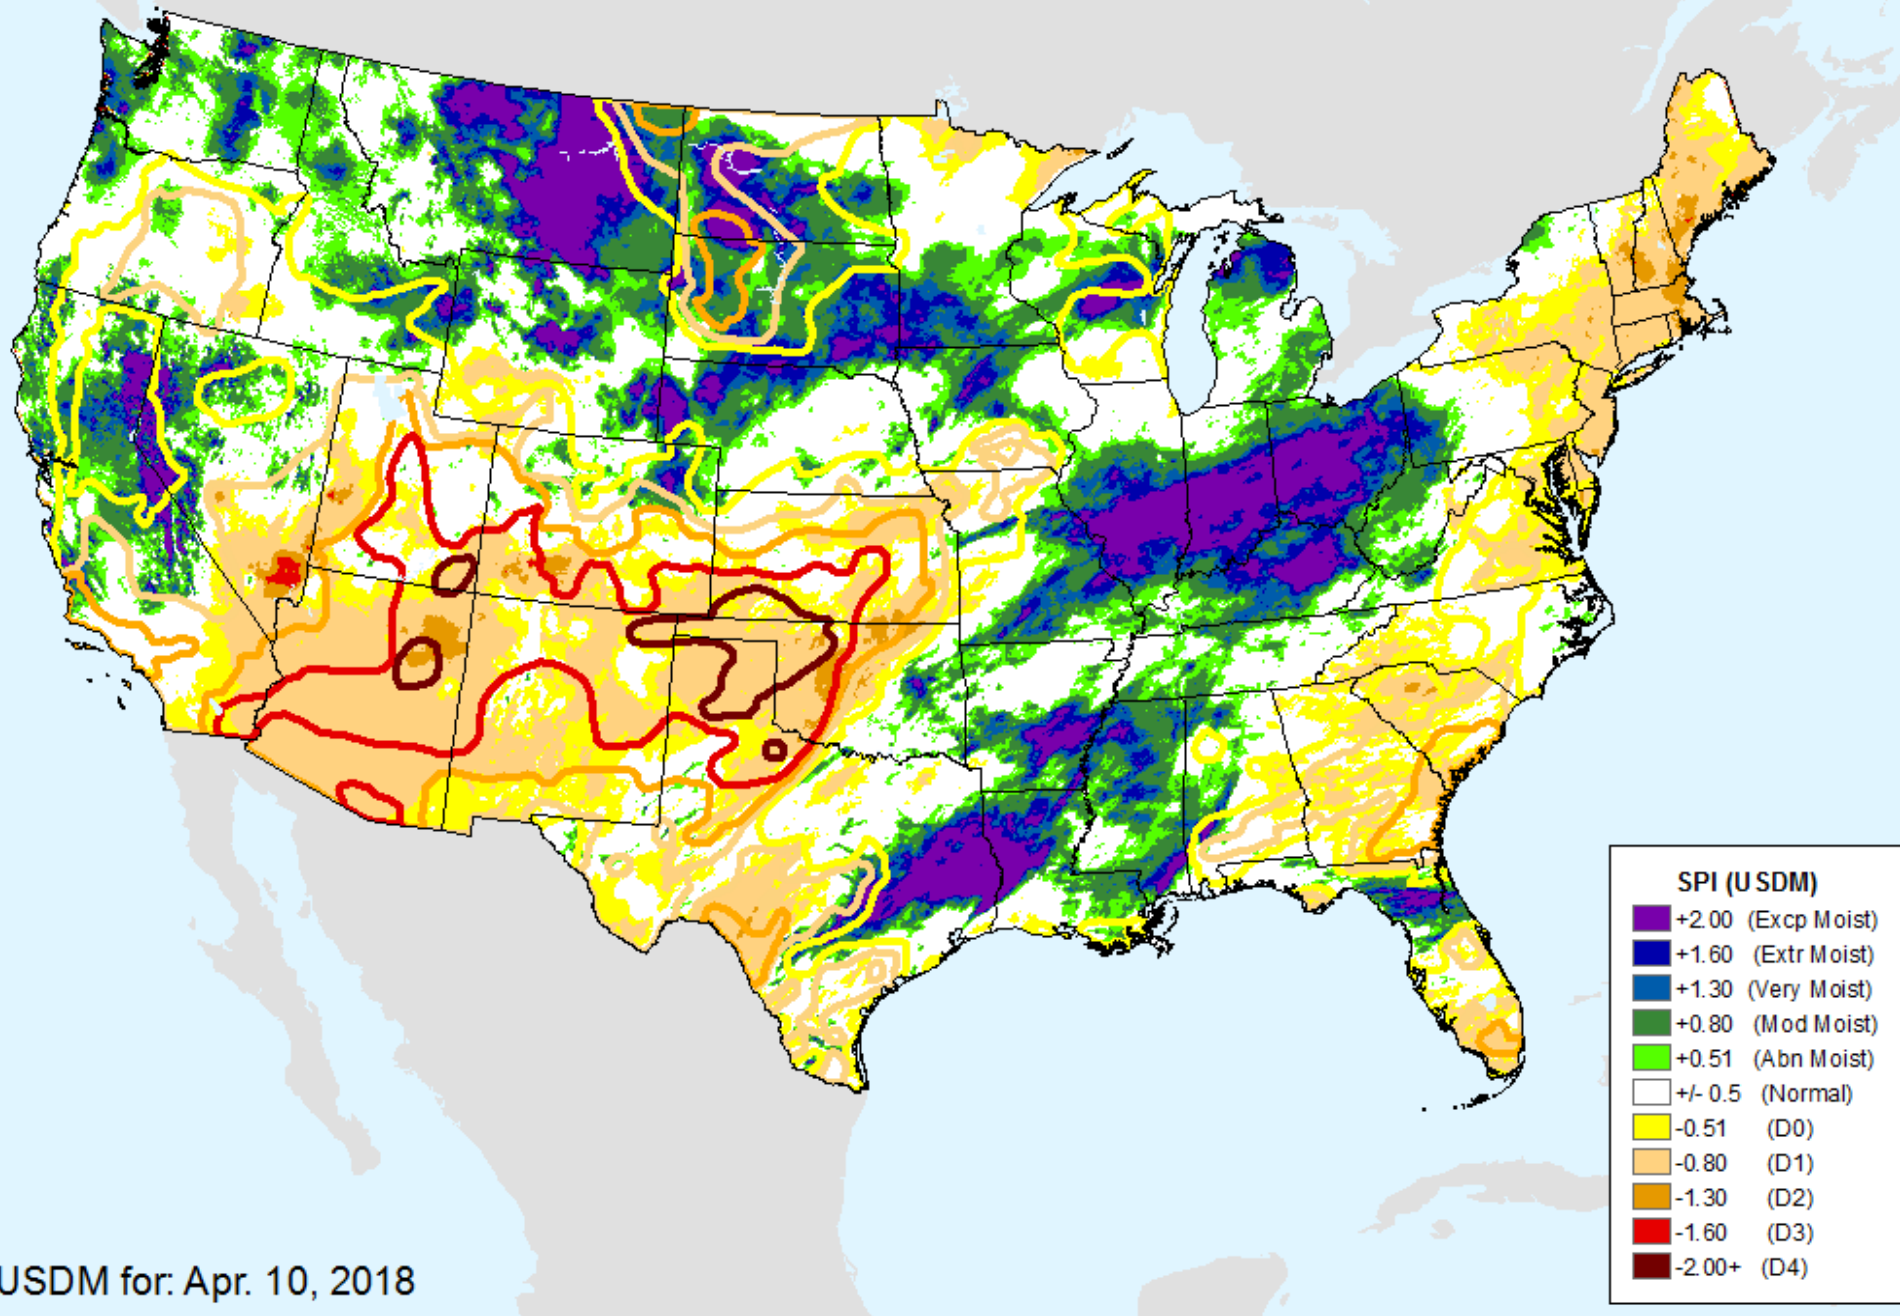 SPI (USDM)
+2.00 (Excp Moist)
+1.60 (Extr Moist)
+1.30 (Very Moist)
+0.80 (Mod Moist)
+0.51 (Abn Moist)
+/- 0.5 (Normal)
-0.51 (D0)
-0.80 (D1)
-1.30 (D2)
-1.60 (D3)
-2.00+ (D4)
USDM for: Apr. 10, 2018